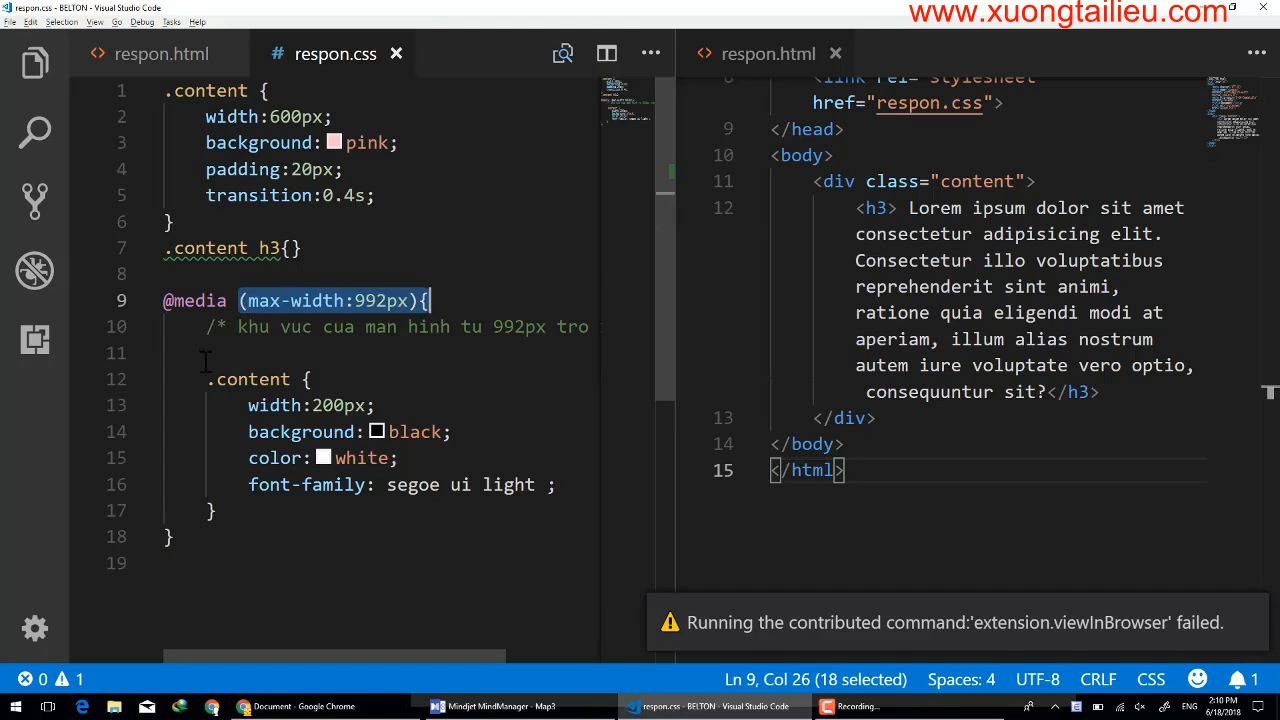 respon.css - BELTON - Visual Studio Code
www.xuongtailieu.com
File Edit Selection View Go Debug Tasks Help
respon.html
respon.css
1 .content {
2 width:600px;
3 background: pink;
4 padding:20px;
5 transition:0.4s;
6 }
7 .content h3{}
8
9 @media (max-width:992px){
10 /* khu vuc cua man hinh tu 992px tro
11
12 .content {
13 width:200px;
14 background: black;
15 color: white;
16 font-family: segoe ui light ;
17 }
18 }
19
respon.html
8 <link rel="stylesheet"
href="respon.css">
9 </head>
10 <body>
11 <div class="content">
12 <h3> Lorem ipsum dolor sit amet
consectetur adipisicing elit.
Consectetur illo voluptatibus
reprehenderit sint animi,
ratione quia eligendi modi at
aperiam, illum alias nostrum
autem iure voluptate vero optio,
consequuntur sit?</h3>
13 </div>
14 </body>
15 </html>
Running the contributed command:'extension.viewInBrowser' failed.
0 1
Ln 9, Col 26 (18 selected) Spaces: 4 UTF-8 CRLF CSS 1
Document - Google Chrome
Mindjet MindManager - Map3
respon.css - BELTON - Visual Studio Code
Recording...
ENG
2:10 PM
6/18/2018